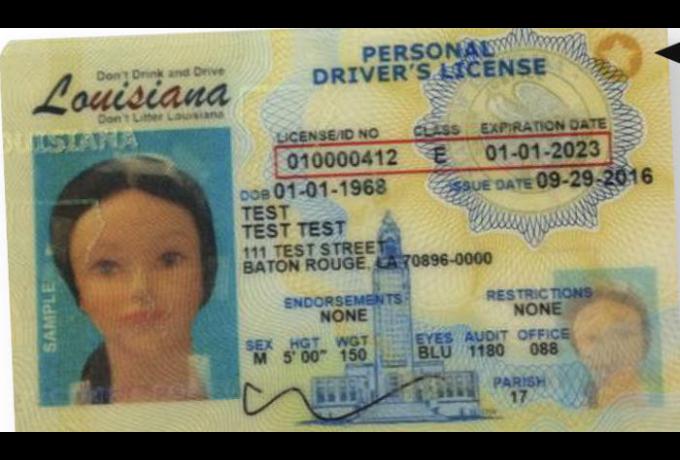 PERSONAL
DRIVER'S LICENSE
Don't Drink and Drive
Louisiana
Don't Litter Louisiana
LOUISIANA
LICENSE/ID NO CLASS EXPIRATION DATE
010000412 E 01-01-2023
DOB 01-01-1968 ISSUE DATE 09-29-2016
TEST
TEST TEST
111 TEST STREET
BATON ROUGE, LA 70896-0000
SAMPLE
ENDORSEMENTS RESTRICTIONS
NONE NONE
SEX HGT WGT EYES AUDIT OFFICE
M 5' 00" 150 BLU 1180 088
PARISH
17